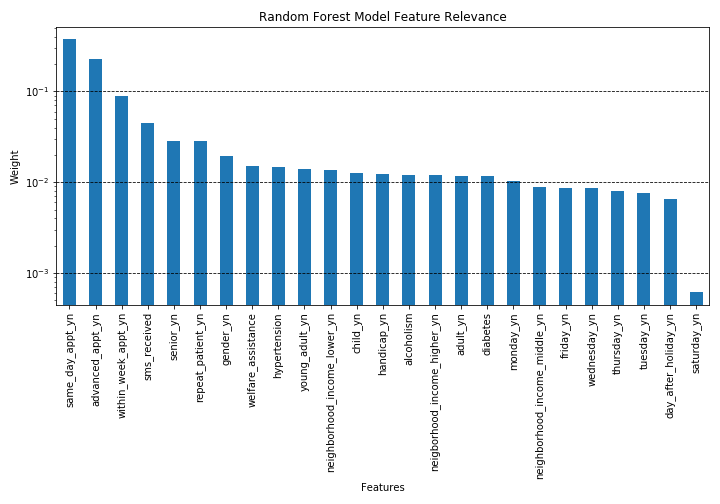 Random Forest Model Feature Relevance
10⁻¹
10⁻²
10⁻³
Weight
same_day_appt_yn
advanced_appt_yn
within_week_appt_yn
sms_received
senior_yn
repeat_patient_yn
gender_yn
welfare_assistance
hypertension
young_adult_yn
neighborhood_income_lower_yn
child_yn
handicap_yn
alcoholism
neigborhood_income_higher_yn
adult_yn
diabetes
monday_yn
neighborhood_income_middle_yn
friday_yn
wednesday_yn
thursday_yn
tuesday_yn
day_after_holiday_yn
saturday_yn
Features